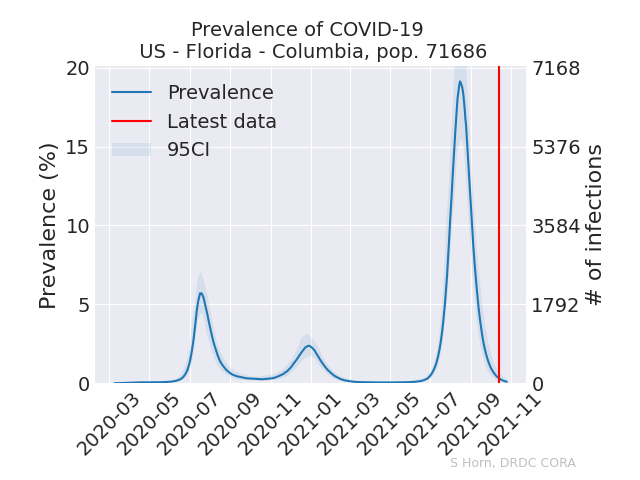 Prevalence of COVID-19
US - Florida - Columbia, pop. 71686
Prevalence (%)
20
15
10
5
0
Prevalence
Latest data
95CI
7168
5376
3584
1792
0
# of infections
2020-03
2020-05
2020-07
2020-09
2020-11
2021-01
2021-03
2021-05
2021-07
2021-09
2021-11
S Horn, DRDC CORA